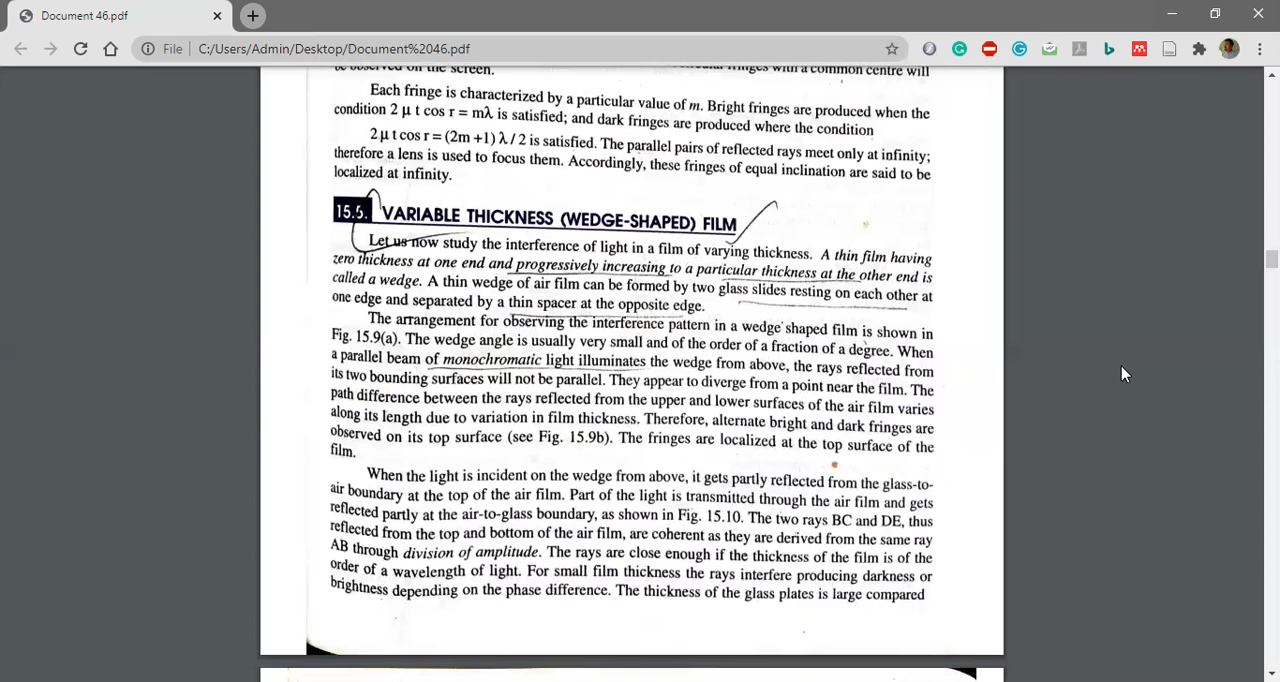 Document 46.pdf
File C:/Users/Admin/Desktop/Document%2046.pdf
be observed on the screen. fringes with a common centre will
Each fringe is characterized by a particular value of m. Bright fringes are produced when the
condition 2 μ t cos r = mλ is satisfied; and dark fringes are produced where the condition
2 μ t cos r = (2m +1) λ / 2 is satisfied. The parallel pairs of reflected rays meet only at infinity;
therefore a lens is used to focus them. Accordingly, these fringes of equal inclination are said to be
localized at infinity.
15.6. VARIABLE THICKNESS (WEDGE-SHAPED) FILM
Let us now study the interference of light in a film of varying thickness. A thin film having
zero thickness at one end and progressively increasing to a particular thickness at the other end is
called a wedge. A thin wedge of air film can be formed by two glass slides resting on each other at
one edge and separated by a thin spacer at the opposite edge.
The arrangement for observing the interference pattern in a wedge shaped film is shown in
Fig. 15.9(a). The wedge angle is usually very small and of the order of a fraction of a degree. When
a parallel beam of monochromatic light illuminates the wedge from above, the rays reflected from
its two bounding surfaces will not be parallel. They appear to diverge from a point near the film. The
path difference between the rays reflected from the upper and lower surfaces of the air film varies
along its length due to variation in film thickness. Therefore, alternate bright and dark fringes are
observed on its top surface (see Fig. 15.9b). The fringes are localized at the top surface of the
film.
When the light is incident on the wedge from above, it gets partly reflected from the glass-to-
air boundary at the top of the air film. Part of the light is transmitted through the air film and gets
reflected partly at the air-to-glass boundary, as shown in Fig. 15.10. The two rays BC and DE, thus
reflected from the top and bottom of the air film, are coherent as they are derived from the same ray
AB through division of amplitude. The rays are close enough if the thickness of the film is of the
order of a wavelength of light. For small film thickness the rays interfere producing darkness or
brightness depending on the phase difference. The thickness of the glass plates is large compared